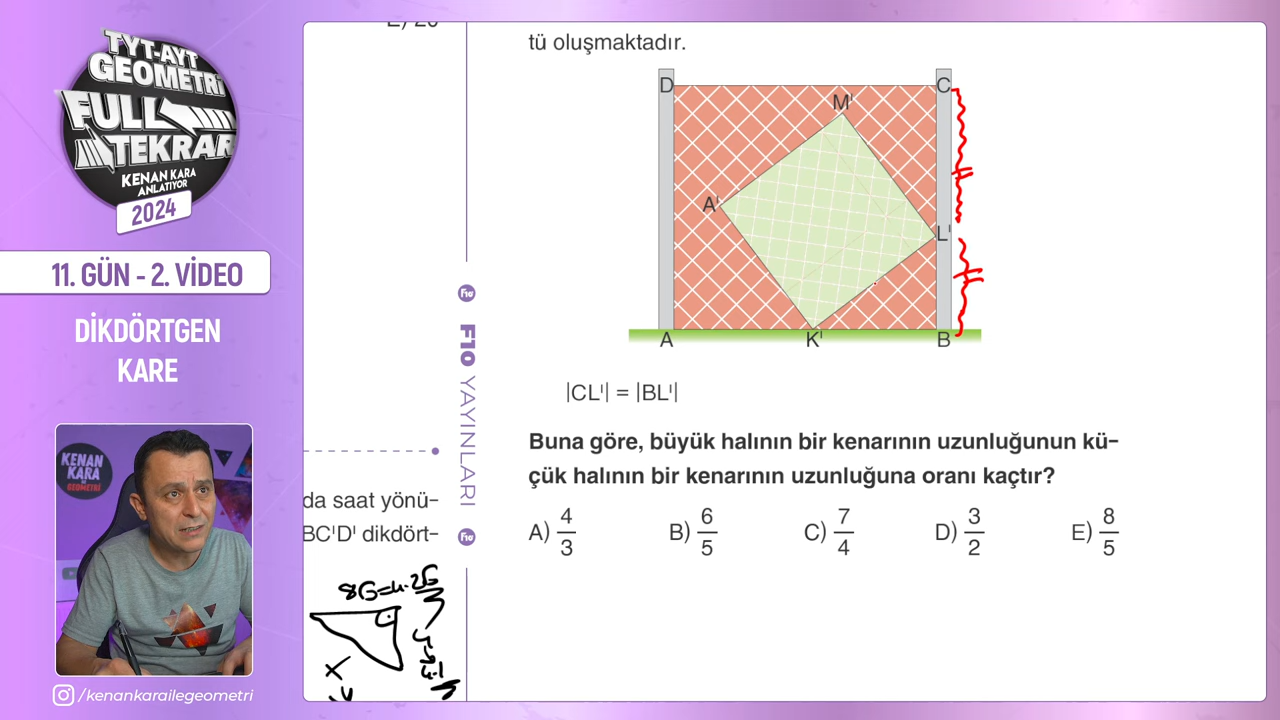 TYT-AYT
GEOMETRİ
FULL
TEKRAR
KENAN KARA
ANLATIYOR
2024
11. GÜN - 2. VİDEO
DİKDÖRTGEN
KARE
KENAN
KARA
GEOMETRİ
/kenankarailegeometri
da saat yönü-
BC'D' dikdört-
F10 YAYINLARI
tü oluşmaktadır.
D
C
M'
A'
L'
A
K'
B
|CL'| = |BL'|
Buna göre, büyük halının bir kenarının uzunluğunun kü-
çük halının bir kenarının uzunluğuna oranı kaçtır?
A) 4/3 B) 6/5 C) 7/4 D) 3/2 E) 8/5